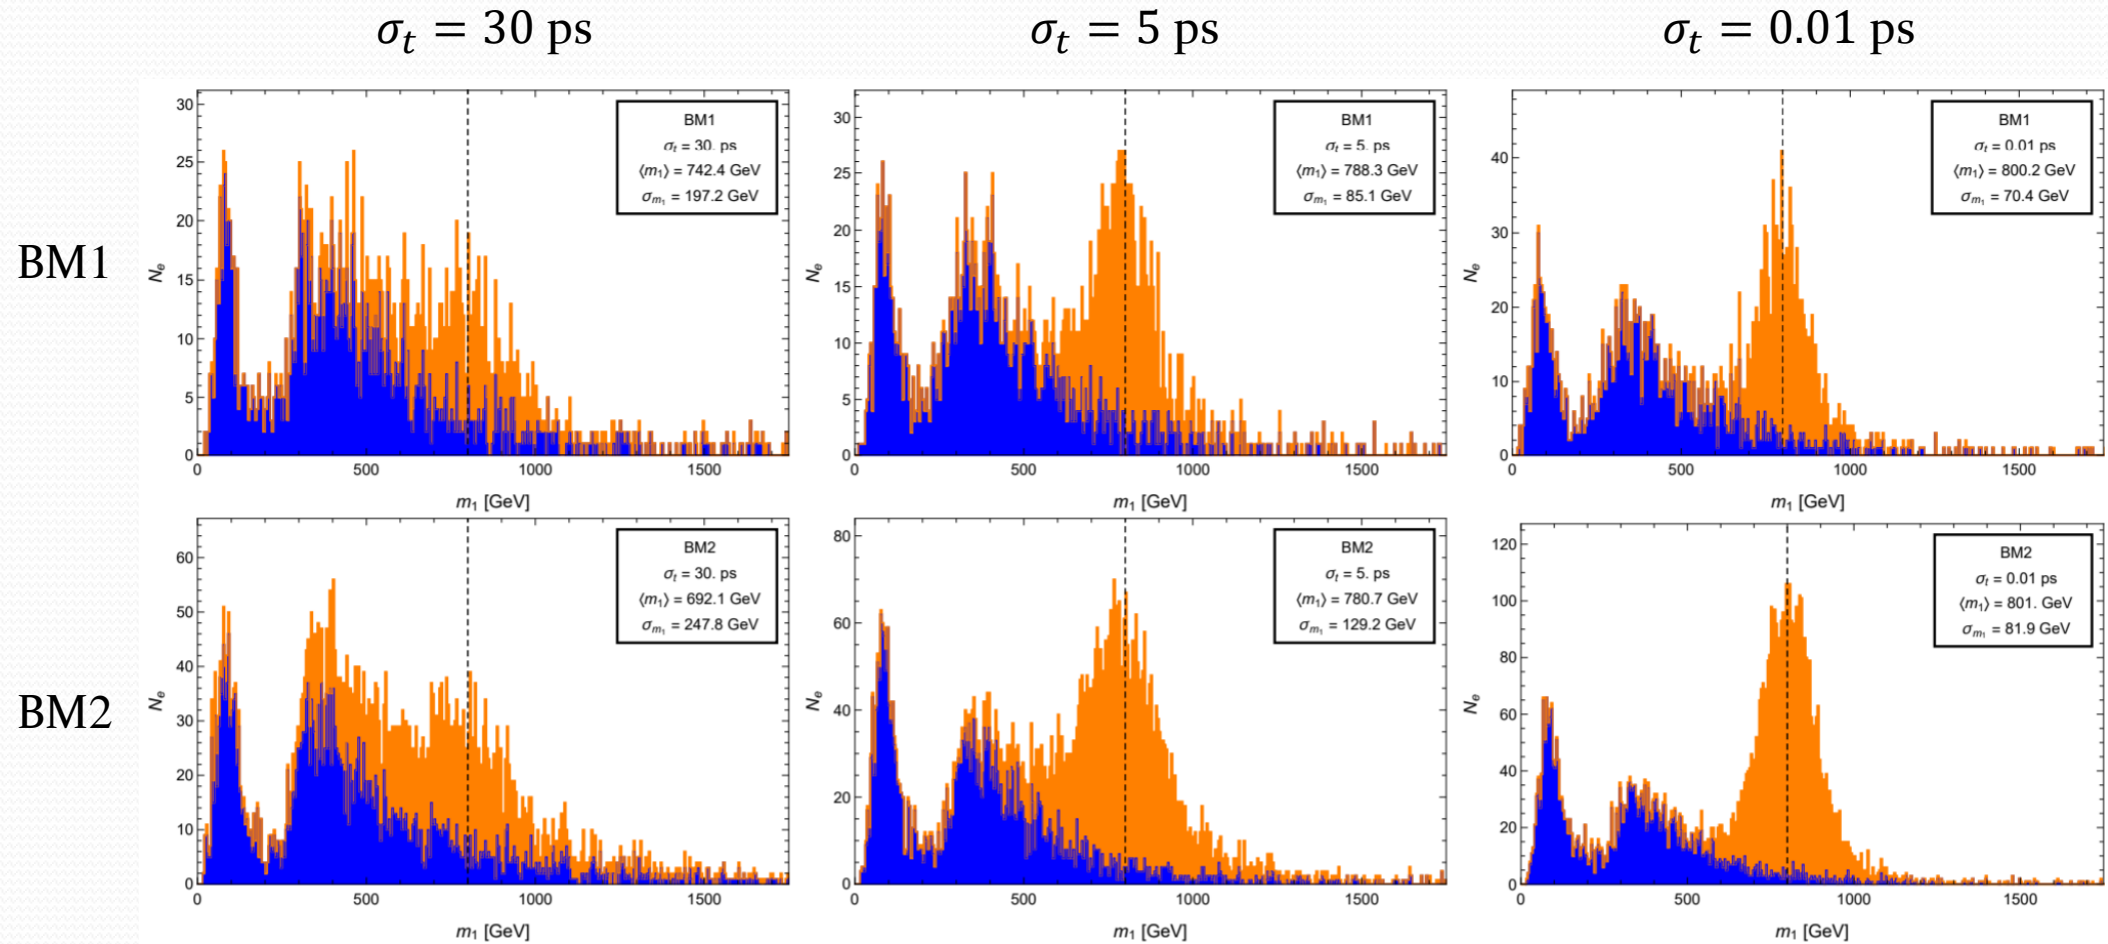 σt = 30 ps
σt = 5 ps
σt = 0.01 ps
BM1
30
25
20
15
10
5
0
Ne
0
500
1000
1500
m1 [GeV]
BM1
σt = 30. ps
⟨m1⟩ = 742.4 GeV
σm1 = 197.2 GeV
30
25
20
15
10
5
0
Ne
0
500
1000
1500
m1 [GeV]
BM1
σt = 5. ps
⟨m1⟩ = 788.3 GeV
σm1 = 85.1 GeV
40
30
20
10
0
Ne
0
500
1000
1500
m1 [GeV]
BM1
σt = 0.01 ps
⟨m1⟩ = 800.2 GeV
σm1 = 70.4 GeV
BM2
60
50
40
30
20
10
0
Ne
0
500
1000
1500
m1 [GeV]
BM2
σt = 30. ps
⟨m1⟩ = 692.1 GeV
σm1 = 247.8 GeV
80
60
40
20
0
Ne
0
500
1000
1500
m1 [GeV]
BM2
σt = 5. ps
⟨m1⟩ = 780.7 GeV
σm1 = 129.2 GeV
120
100
80
60
40
20
0
Ne
0
500
1000
1500
m1 [GeV]
BM2
σt = 0.01 ps
⟨m1⟩ = 801. GeV
σm1 = 81.9 GeV